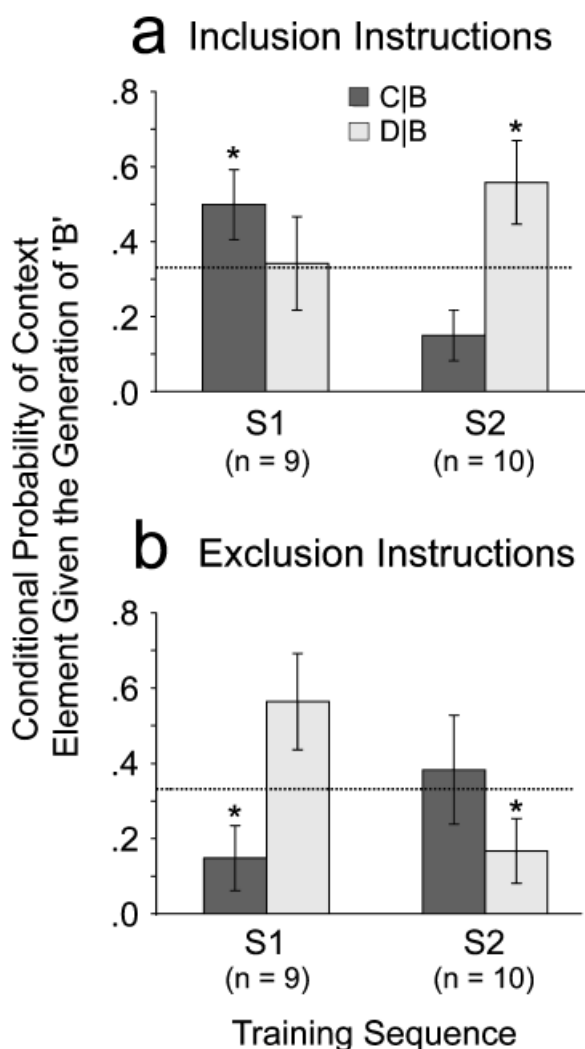 a Inclusion Instructions
Conditional Probability of Context
Element Given the Generation of 'B'
.8
.6
.4
.2
.0
C|B
D|B
*
*
S1
S2
(n = 9)
(n = 10)
b Exclusion Instructions
.8
.6
.4
.2
.0
*
*
S1
S2
(n = 9)
(n = 10)
Training Sequence